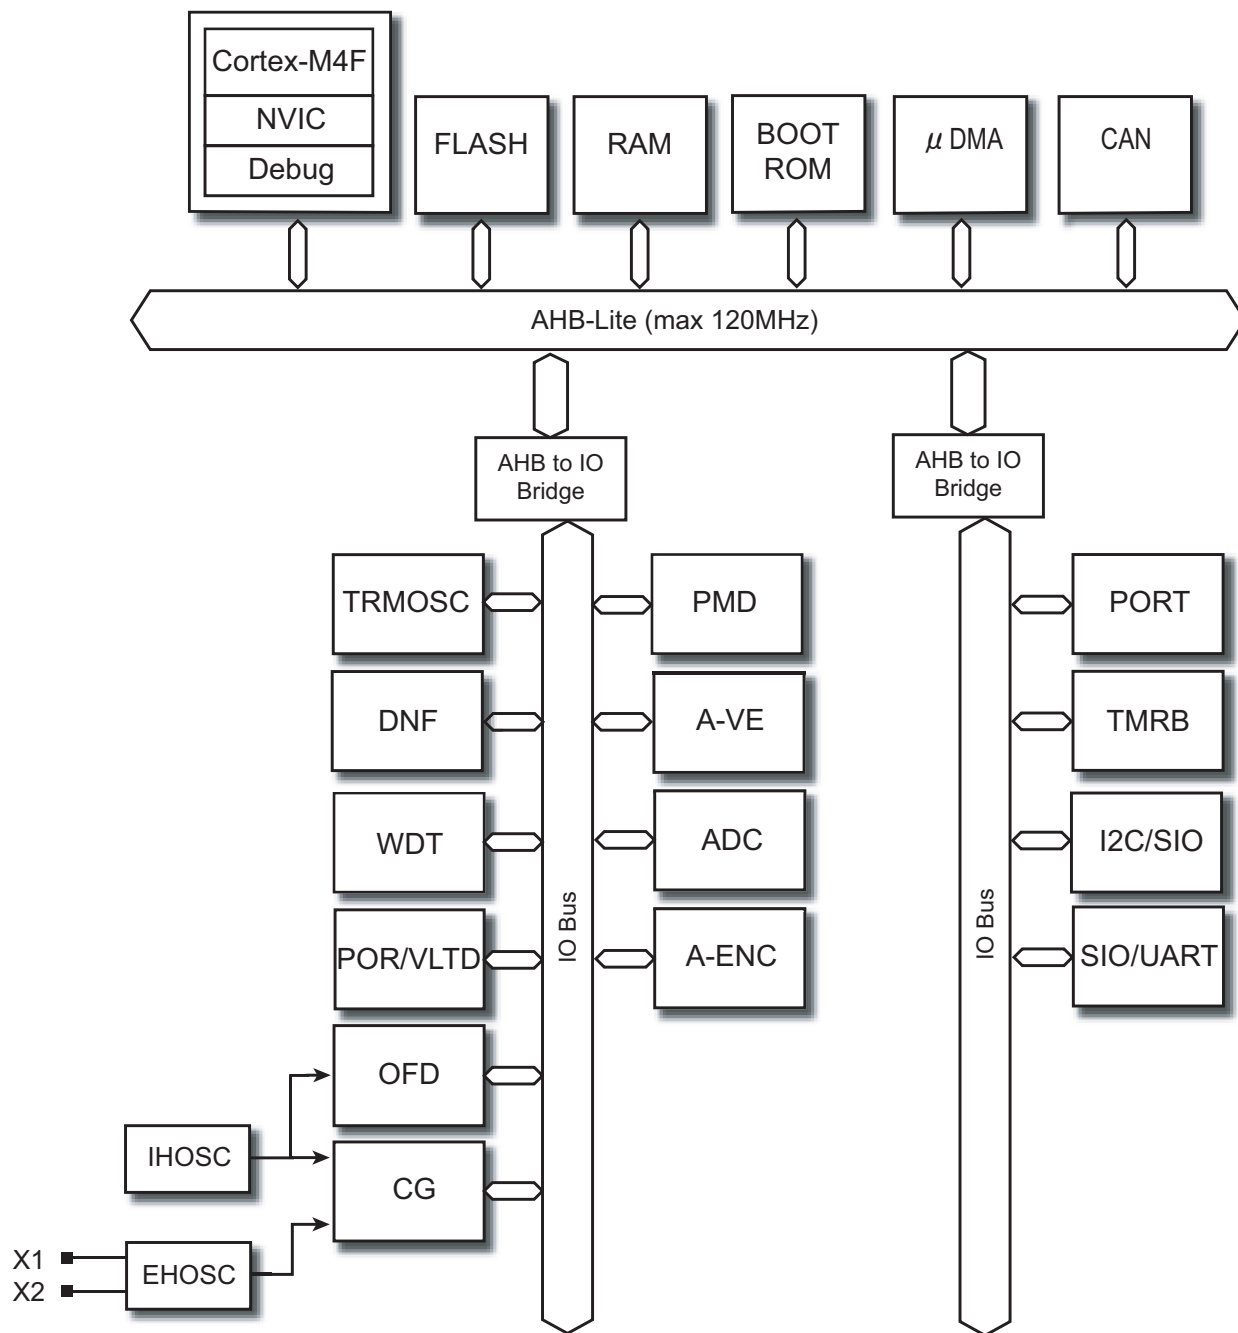 Cortex-M4F
NVIC
Debug
FLASH
RAM
BOOT
ROM
μ DMA
CAN
AHB-Lite (max 120MHz)
AHB to IO
Bridge
AHB to IO
Bridge
TRMOSC
PMD
PORT
DNF
A-VE
TMRB
WDT
ADC
I2C/SIO
IO Bus
IO Bus
POR/VLTD
A-ENC
SIO/UART
OFD
IHOSC
CG
X1
X2
EHOSC